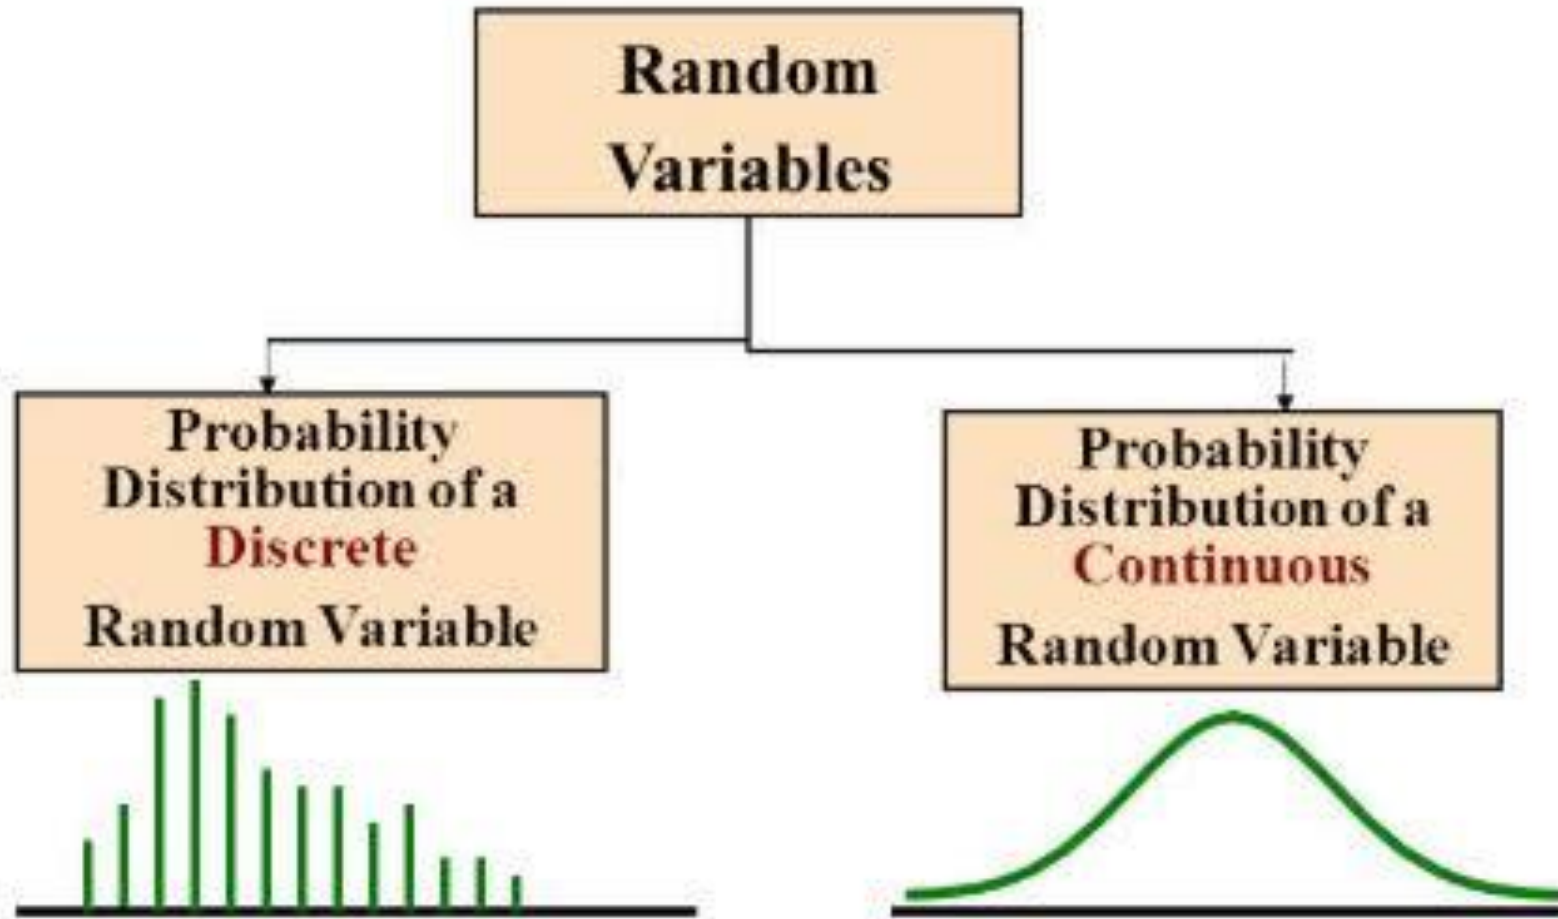 Random
Variables
Probability
Distribution of a
Discrete
Random Variable
Probability
Distribution of a
Continuous
Random Variable